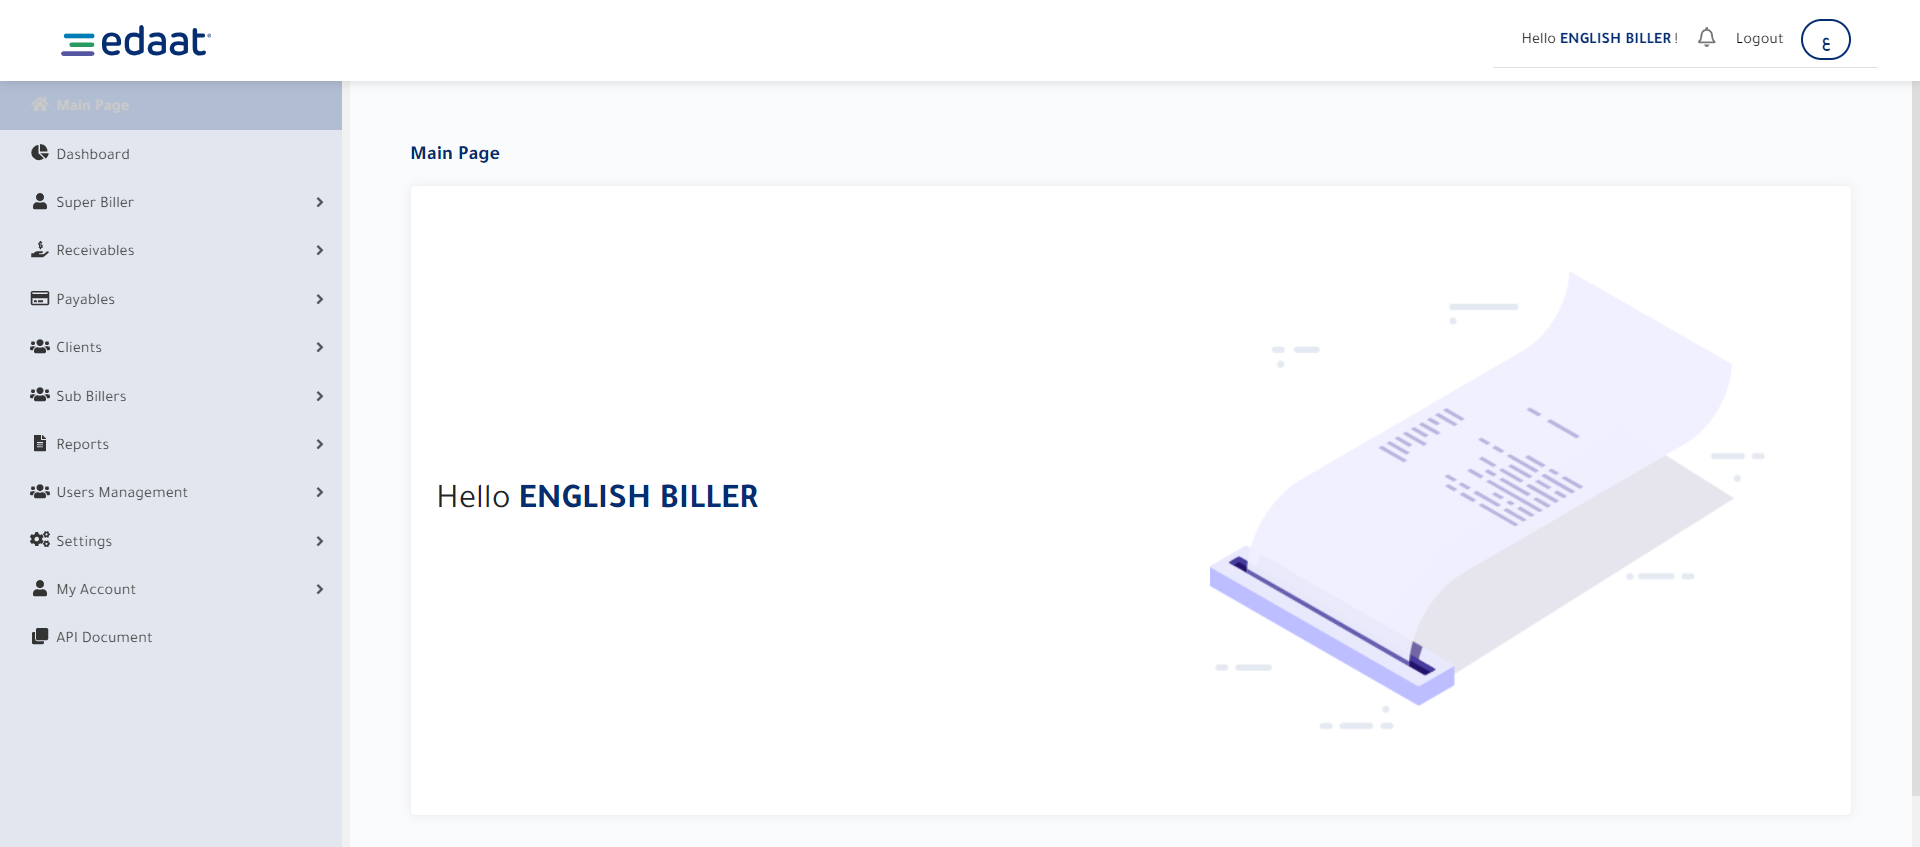 edaat
Hello ENGLISH BILLER !
Logout
ع
Main Page
Dashboard
Super Biller
Receivables
Payables
Clients
Sub Billers
Reports
Users Management
Settings
My Account
API Document
Main Page
Hello ENGLISH BILLER